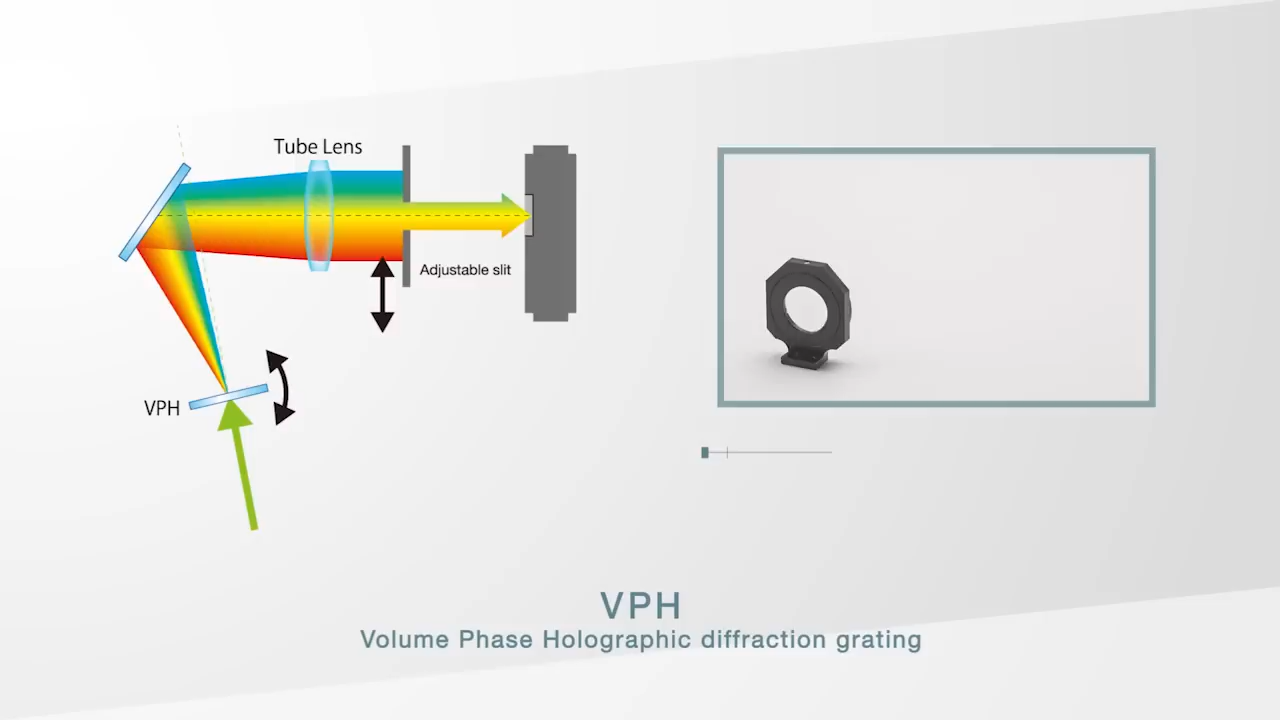 Tube Lens
Adjustable slit
VPH
VPH
Volume Phase Holographic diffraction grating